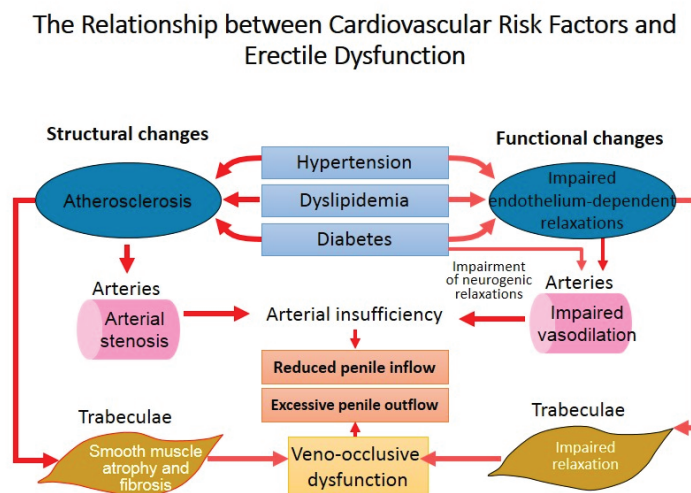 The Relationship between Cardiovascular Risk Factors and
Erectile Dysfunction
Structural changes
Functional changes
Hypertension
Dyslipidemia
Diabetes
Atherosclerosis
Impaired
endothelium-dependent
relaxations
Impairment
of neurogenic
relaxations
Arteries
Arterial
stenosis
Arterial insufficiency
Arteries
Impaired
vasodilation
Reduced penile inflow
Excessive penile outflow
Trabeculae
Smooth muscle
atrophy and
fibrosis
Veno-occlusive
dysfunction
Trabeculae
Impaired
relaxation